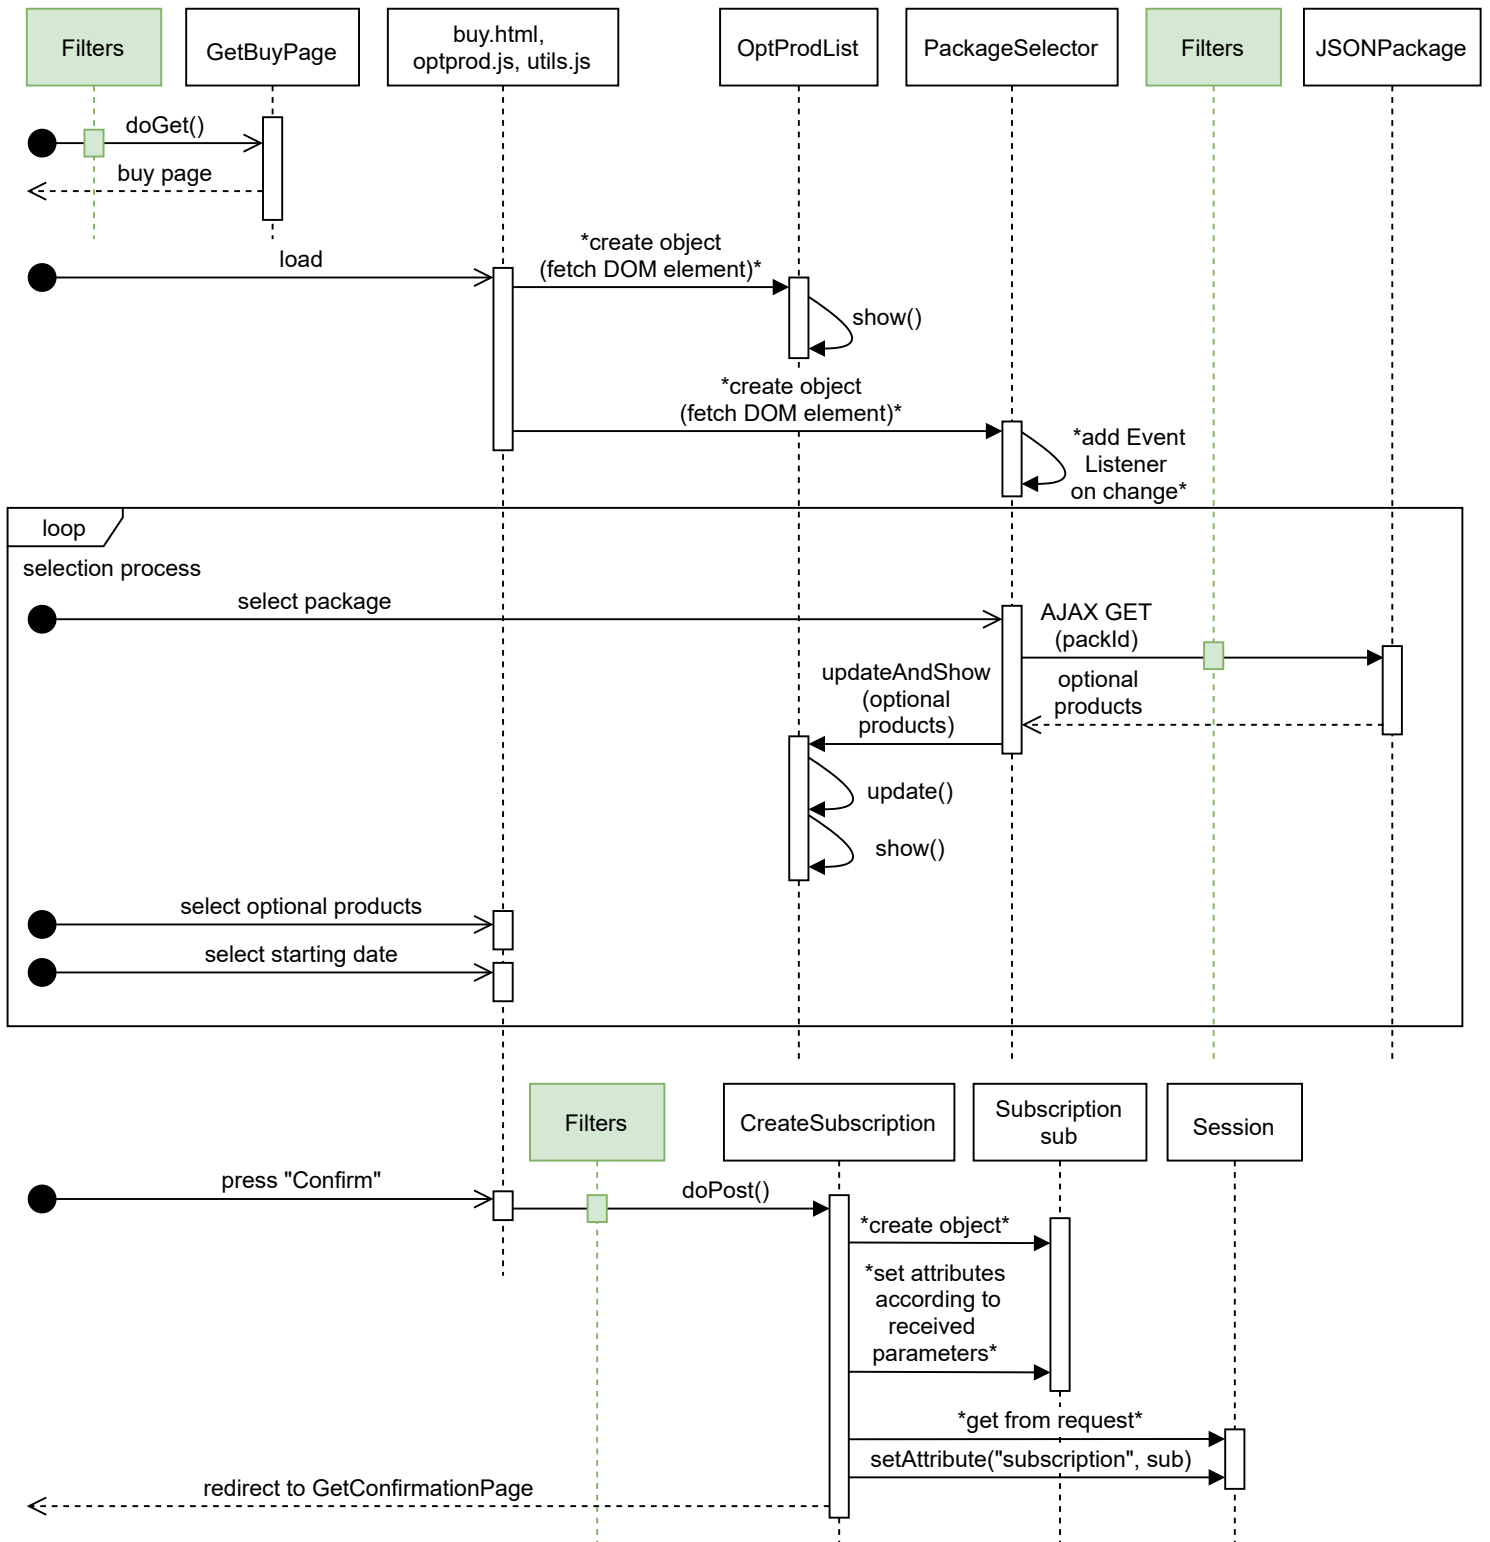 Filters
GetBuyPage
buy.html,
optprod.js, utils.js
OptProdList
PackageSelector
Filters
JSONPackage
doGet()
buy page
load
*create object
(fetch DOM element)*
show()
*create object
(fetch DOM element)*
*add Event
Listener
on change*
loop
selection process
select package
AJAX GET
(packId)
updateAndShow
(optional
products)
optional
products
update()
show()
select optional products
select starting date
Filters
CreateSubscription
Subscription
sub
Session
press "Confirm"
doPost()
*create object*
*set attributes
according to
received
parameters*
*get from request*
setAttribute("subscription", sub)
redirect to GetConfirmationPage